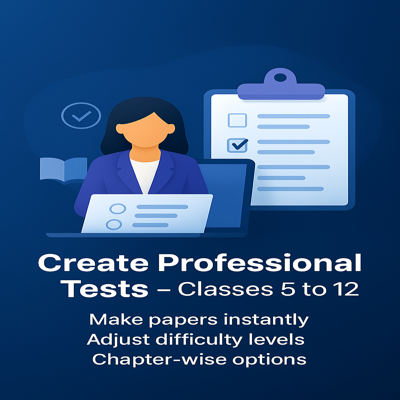 Create Professional
Tests – Classes 5 to 12
Make papers instantly
Adjust difficulty levels
Chapter-wise options